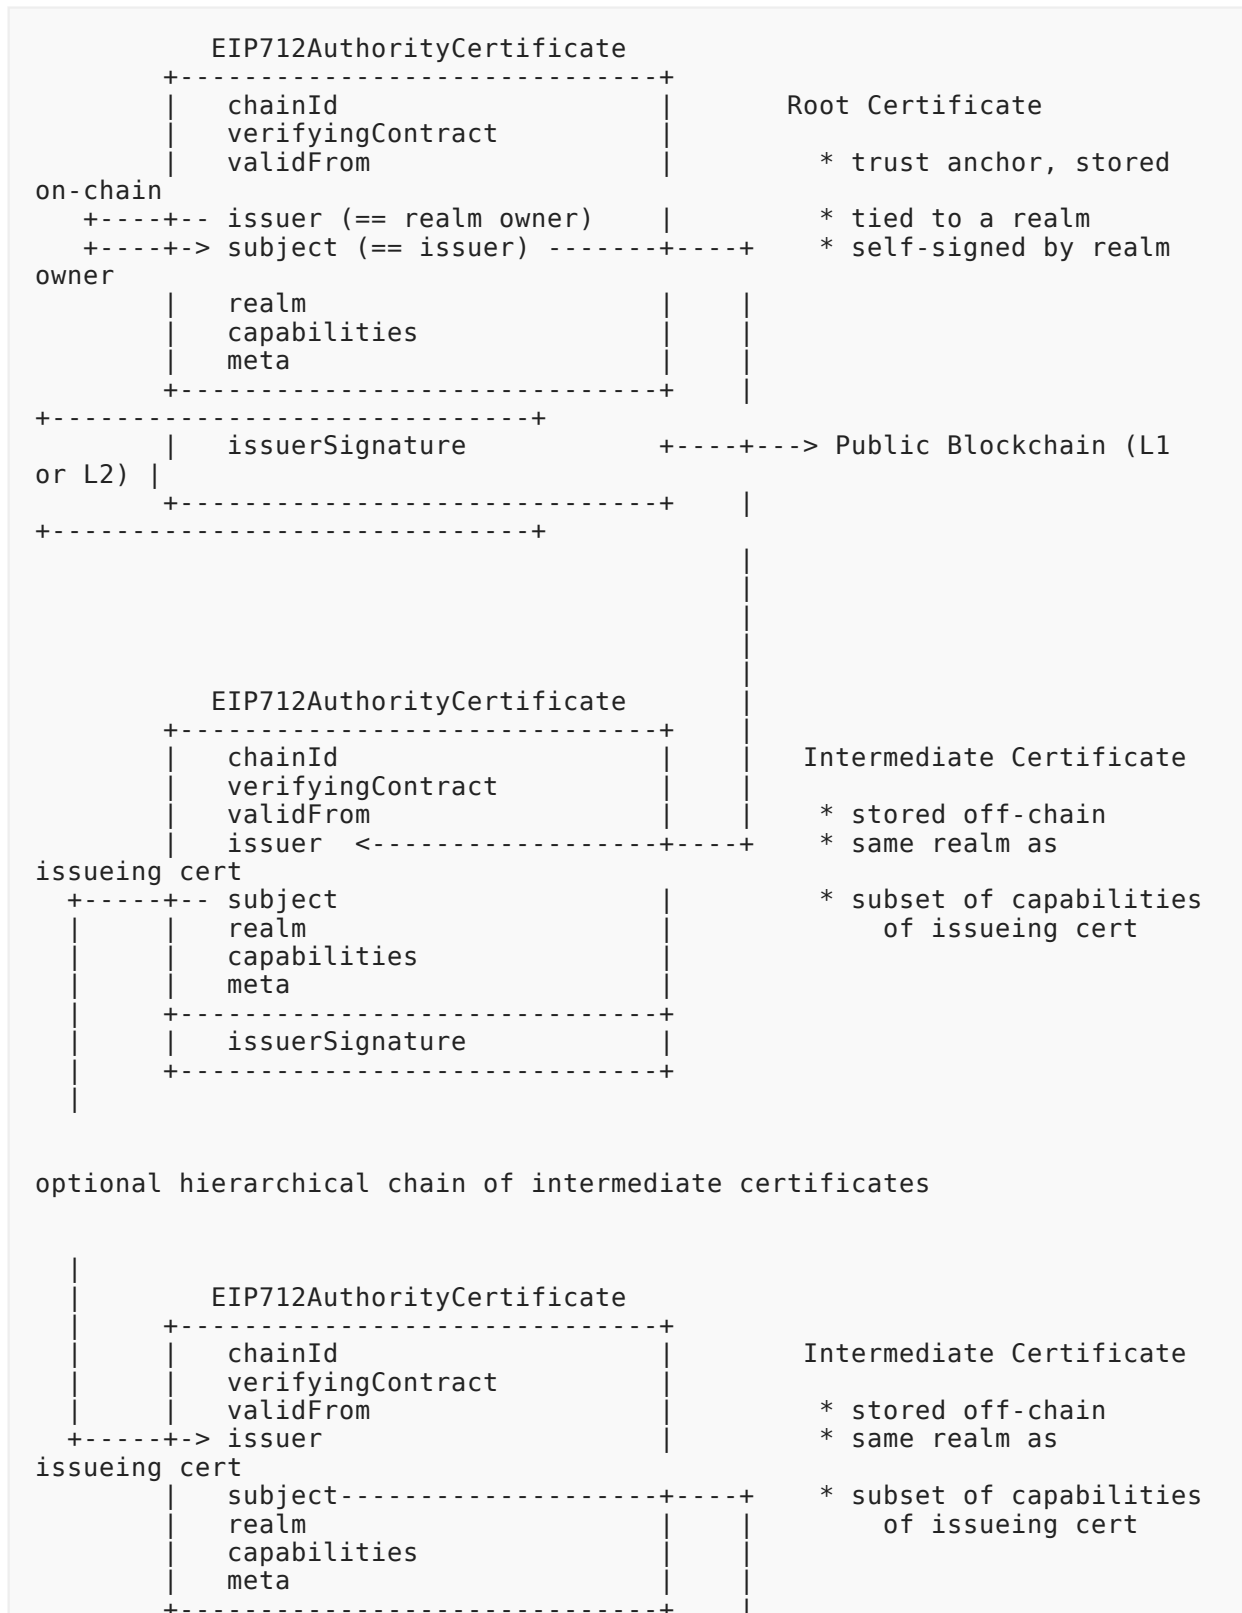 EIP712AuthorityCertificate
        +------------------------------+
        |   chainId                    |       Root Certificate
        |   verifyingContract          |
        |   validFrom                  |         * trust anchor, stored
on-chain
   +----+-- issuer (== realm owner)    |         * tied to a realm
   +----+-> subject (== issuer) -------+----+    * self-signed by realm
owner
        |   realm                      |    |
        |   capabilities               |    |
        |   meta                       |    |
        +------------------------------+    |
+------------------------------+
        |   issuerSignature            +----+---> Public Blockchain (L1
or L2) |
        +------------------------------+    |
+------------------------------+
                                            |
                                            |
                                            |
                                            |
                                            |
           EIP712AuthorityCertificate       |
        +------------------------------+    |
        |   chainId                    |    |   Intermediate Certificate
        |   verifyingContract          |    |
        |   validFrom                  |    |    * stored off-chain
        |   issuer  <------------------+----+    * same realm as
issueing cert
  +-----+-- subject                    |         * subset of capabilities
  |     |   realm                      |             of issueing cert
  |     |   capabilities               |
  |     |   meta                       |
  |     +------------------------------+
  |     |   issuerSignature            |
  |     +------------------------------+
  |
optional hierarchical chain of intermediate certificates
  |
  |        EIP712AuthorityCertificate
  |     +------------------------------+
  |     |   chainId                    |        Intermediate Certificate
  |     |   verifyingContract          |
  |     |   validFrom                  |         * stored off-chain
  +-----+-> issuer                     |         * same realm as
issueing cert
        |   subject--------------------+----+    * subset of capabilities
        |   realm                      |    |        of issueing cert
        |   capabilities               |    |
        |   meta                       |    |
        +------------------------------+    |